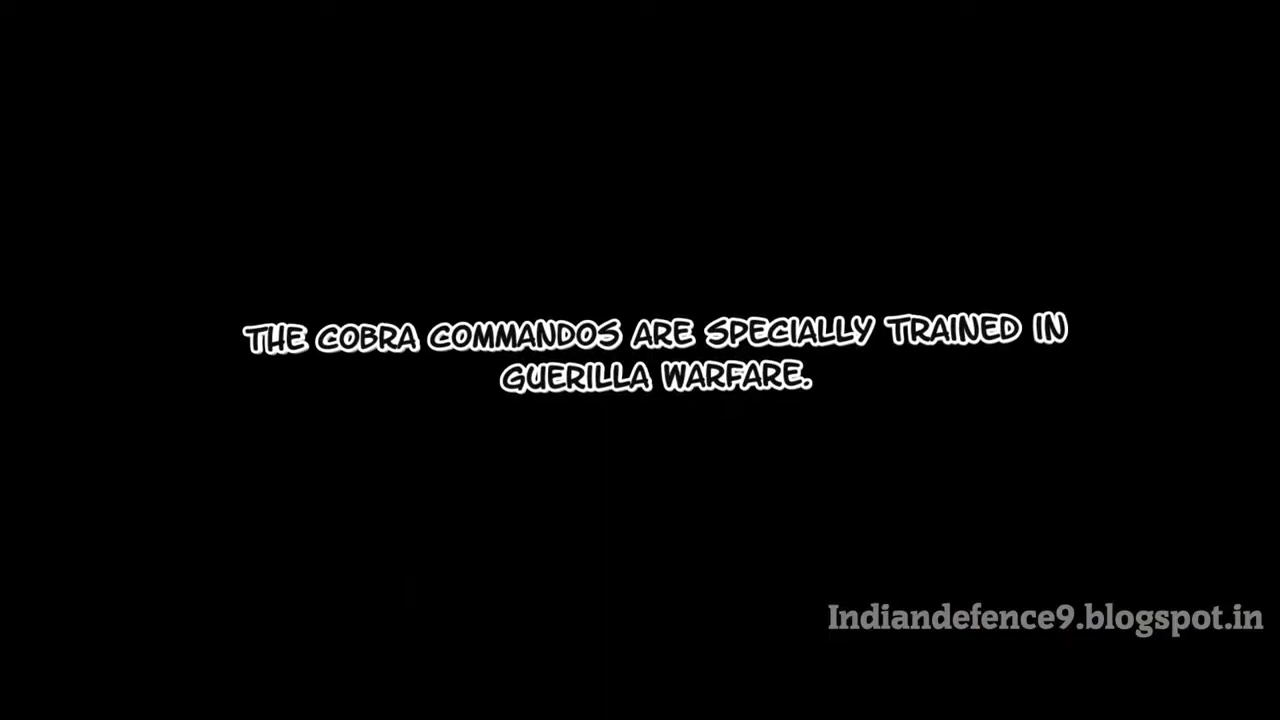 THE COBRA COMMANDOS ARE SPECIALLY TRAINED IN
GUERILLA WARFARE.
Indiandefence9.blogspot.in